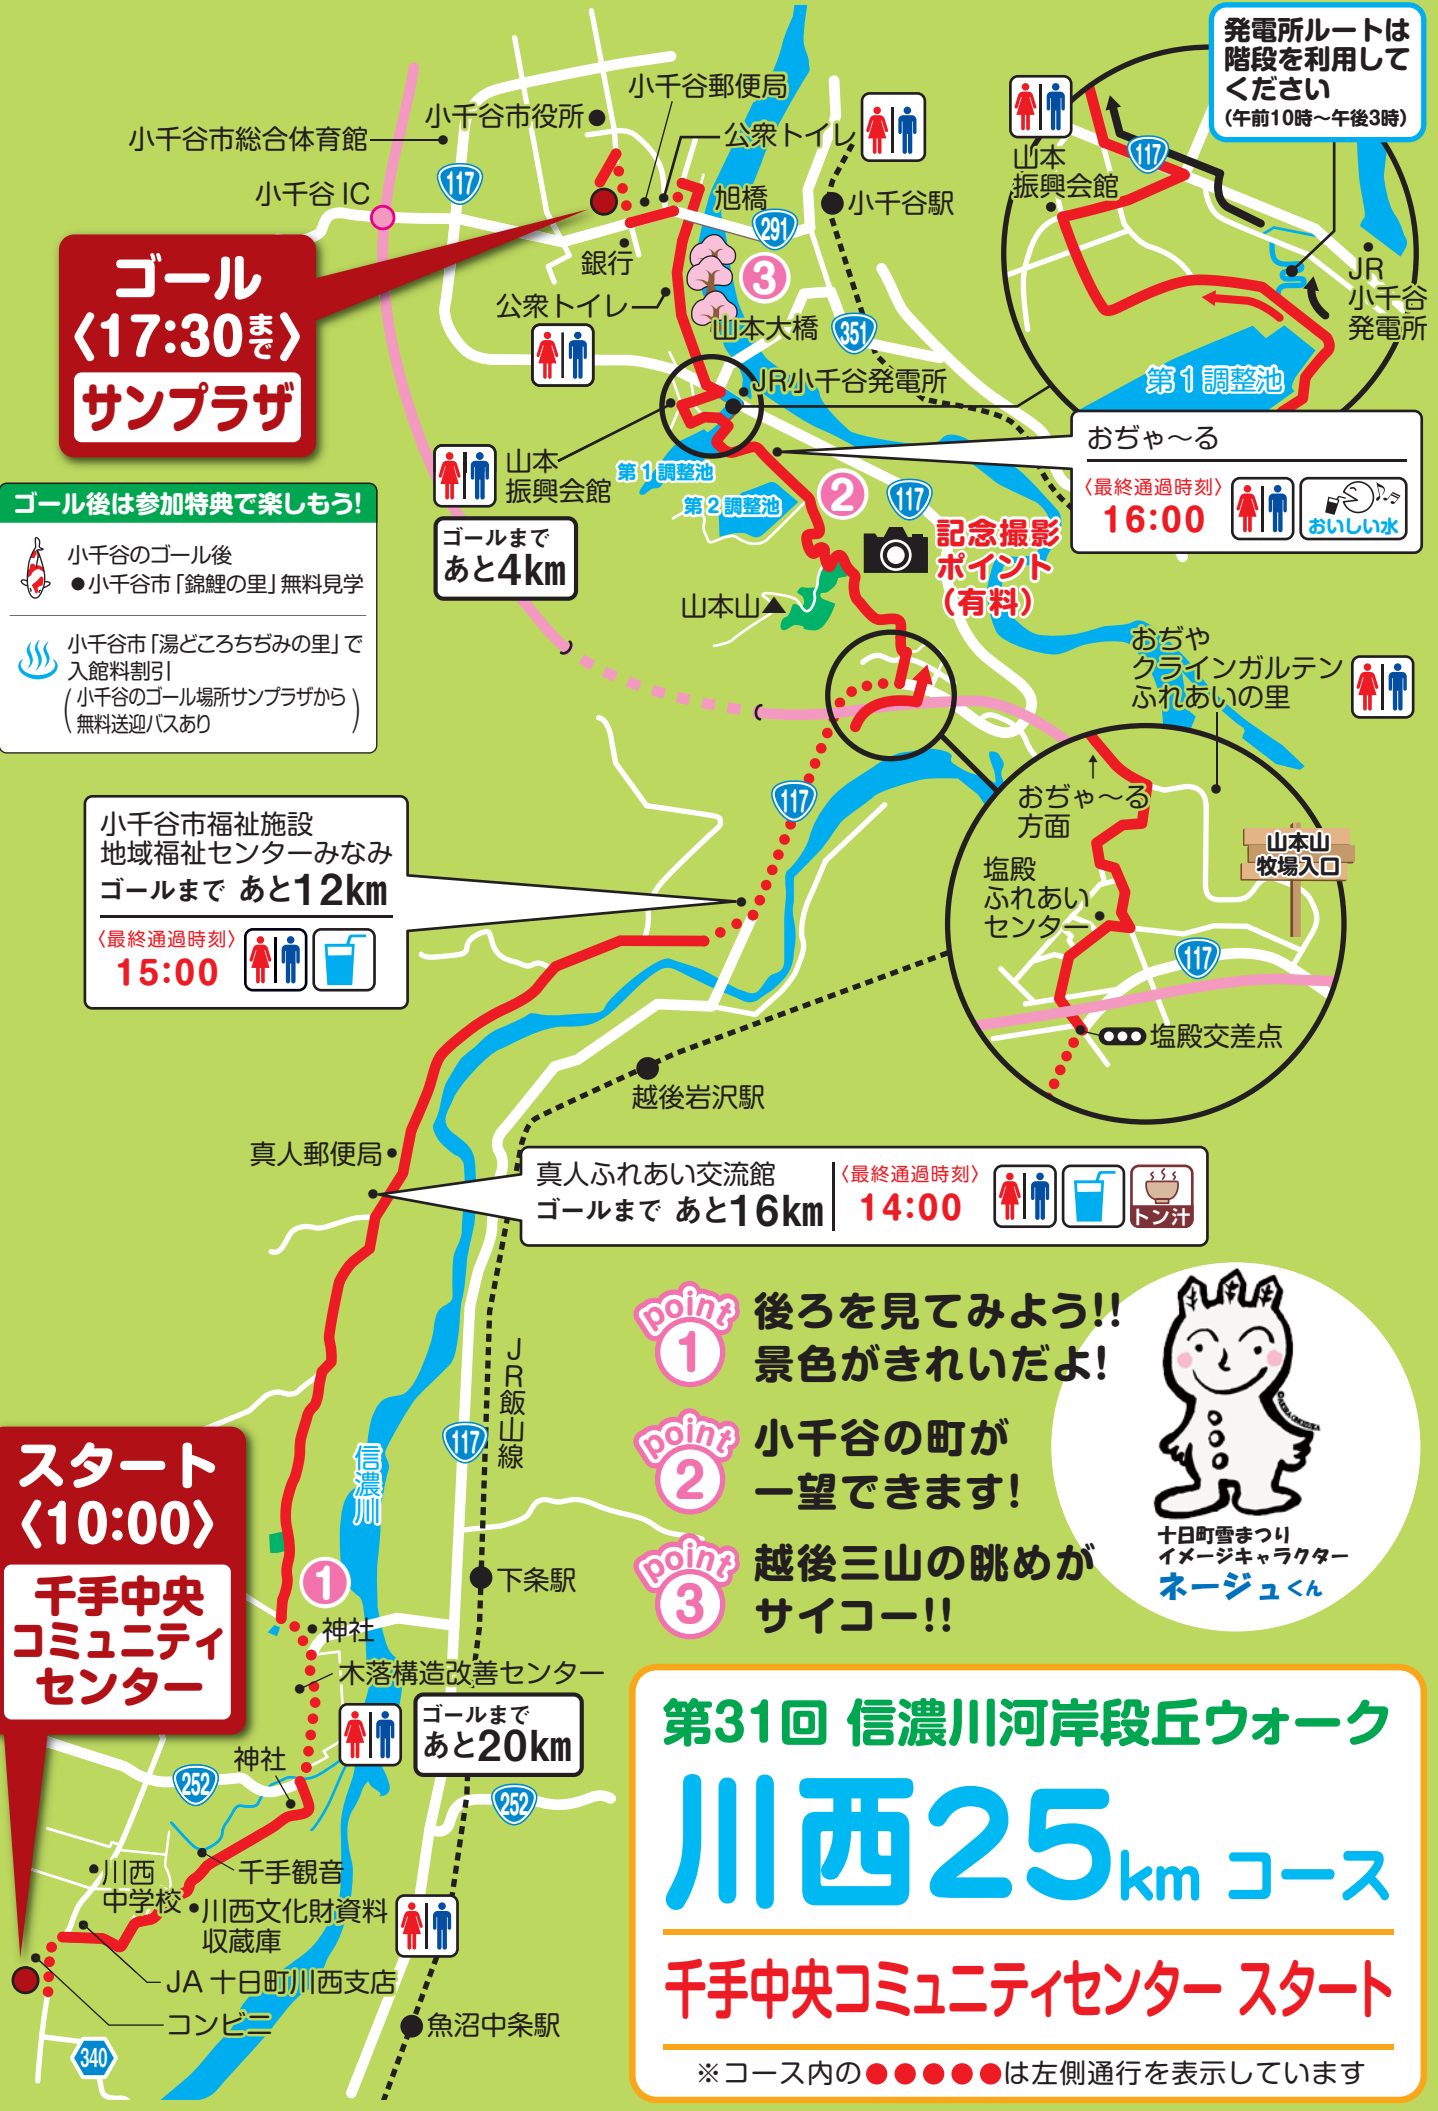 発電所ルートは
階段を利用して
ください
(午前10時〜午後3時)
小千谷郵便局
小千谷市役所
公衆トイレ
小千谷市総合体育館
117
小千谷 IC
旭橋
291
小千谷駅
山本
振興会館
117
JR
小千谷
発電所
第1調整池
銀行
3
公衆トイレ
山本大橋
351
JR小千谷発電所
ゴール
〈17:30まで〉
サンプラザ
山本
振興会館
第1調整池
第2調整池
2
117
おぢゃ〜る
〈最終通過時刻〉
16:00
おいしい水
ゴール後は参加特典で楽しもう!
小千谷のゴール後
●小千谷市「錦鯉の里」無料見学
小千谷市「湯どころちぢみの里」で
入館料割引
(小千谷のゴール場所サンプラザから
無料送迎バスあり)
ゴールまで
あと4km
記念撮影
ポイント
(有料)
山本山▲
おぢや
クラインガルテン
ふれあいの里
117
おぢゃ〜る
方面
山本山
牧場入口
塩殿
ふれあい
センター
117
塩殿交差点
小千谷市福祉施設
地域福祉センターみなみ
ゴールまで あと12km
〈最終通過時刻〉
15:00
越後岩沢駅
真人郵便局
真人ふれあい交流館
ゴールまで あと16km
〈最終通過時刻〉
14:00
トン汁
point
1
後ろを見てみよう!!
景色がきれいだよ!
point
2
小千谷の町が
一望できます!
point
3
越後三山の眺めが
サイコー!!
十日町雪まつり
イメージキャラクター
ネージュくん
JR飯山線
117
信濃川
スタート
〈10:00〉
千手中央
コミュニティ
センター
1
神社
下条駅
木落構造改善センター
ゴールまで
あと20km
神社
252
252
千手観音
川西
中学校
川西文化財資料
収蔵庫
JA 十日町川西支店
コンビニ
魚沼中条駅
340
第31回 信濃川河岸段丘ウォーク
川西25km コース
千手中央コミュニティセンター スタート
※コース内の●●●●●は左側通行を表示しています